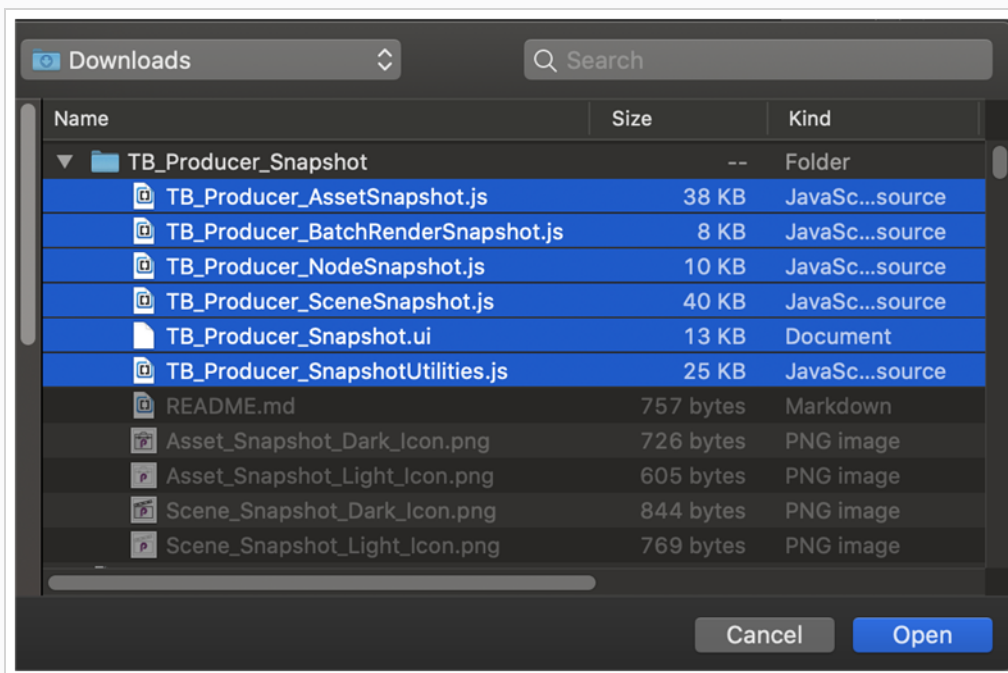 Downloads Search
Name Size Kind
TB_Producer_Snapshot -- Folder
TB_Producer_AssetSnapshot.js 38 KB JavaSc...source
TB_Producer_BatchRenderSnapshot.js 8 KB JavaSc...source
TB_Producer_NodeSnapshot.js 10 KB JavaSc...source
TB_Producer_SceneSnapshot.js 40 KB JavaSc...source
TB_Producer_Snapshot.ui 13 KB Document
TB_Producer_SnapshotUtilities.js 25 KB JavaSc...source
README.md 757 bytes Markdown
Asset_Snapshot_Dark_Icon.png 726 bytes PNG image
Asset_Snapshot_Light_Icon.png 605 bytes PNG image
Scene_Snapshot_Dark_Icon.png 844 bytes PNG image
Scene_Snapshot_Light_Icon.png 769 bytes PNG image
Cancel Open